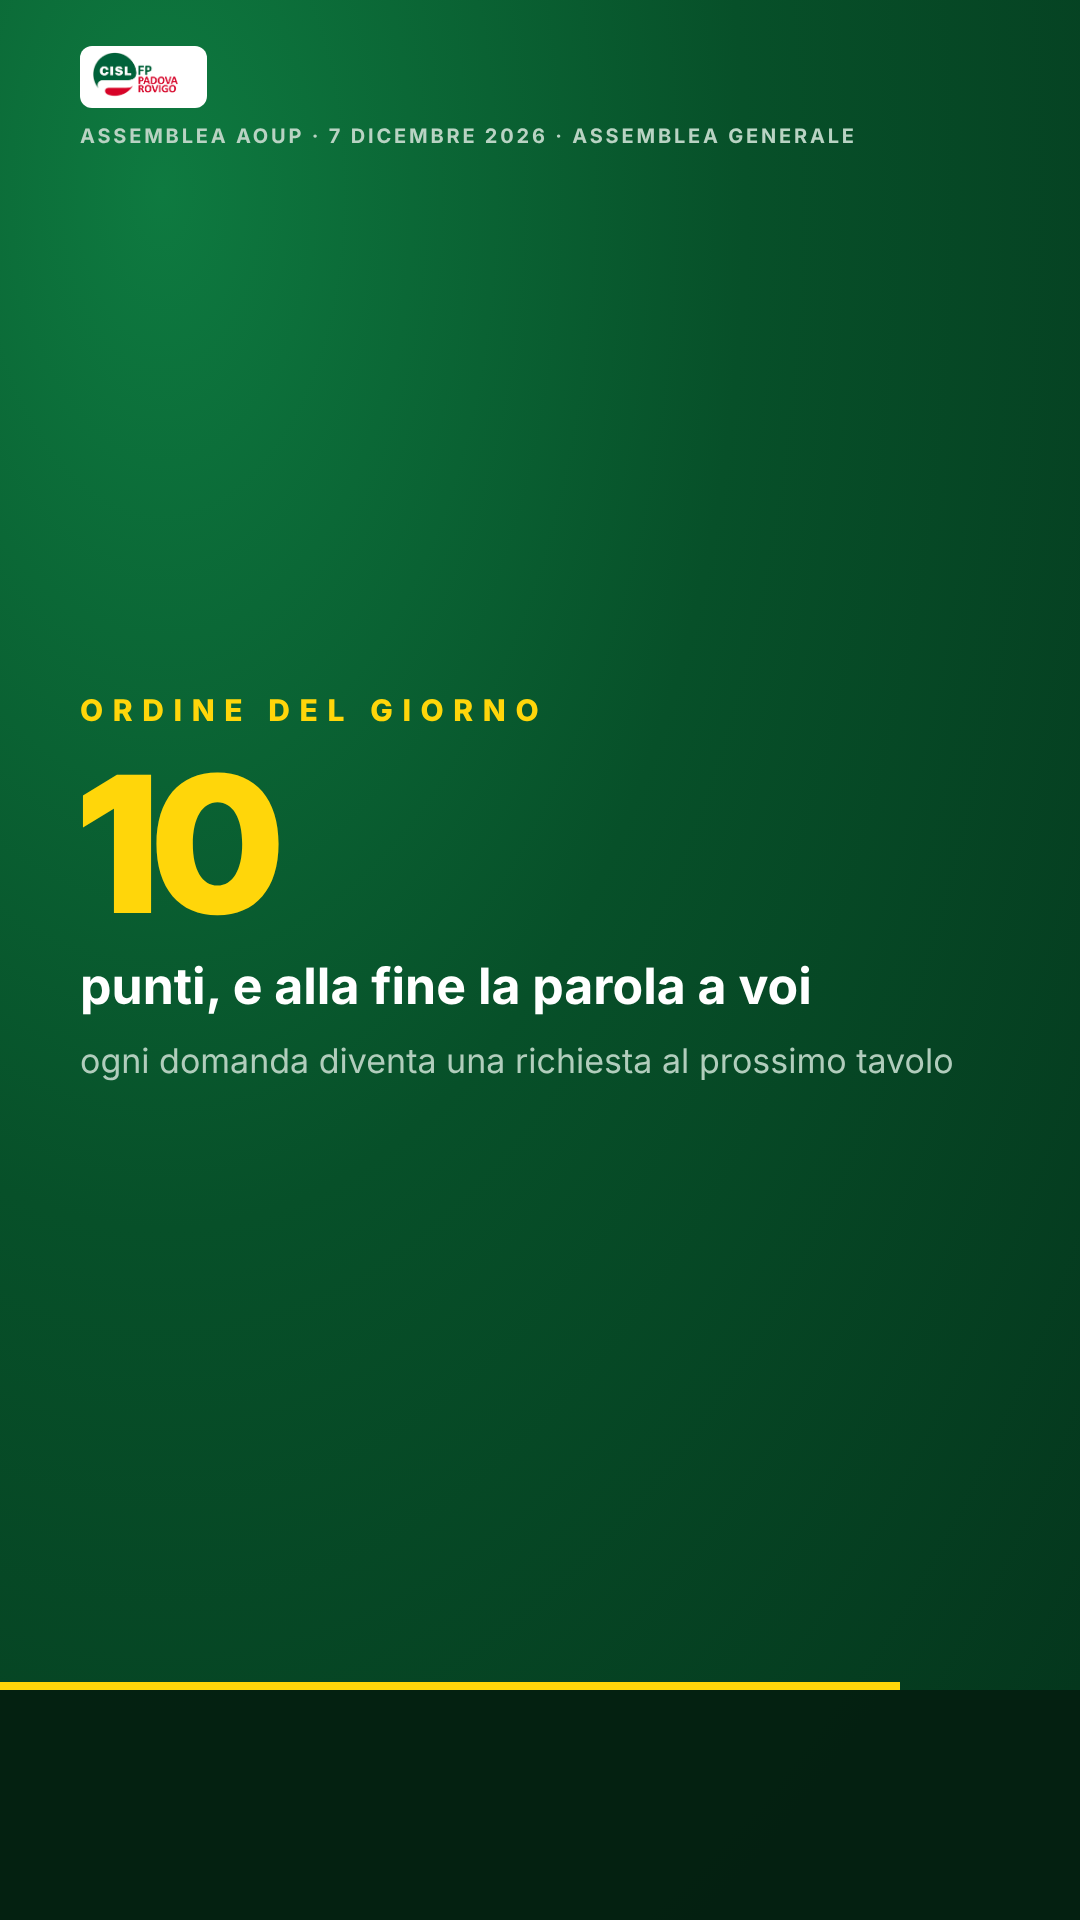 CISL FP
PADOVA
ROVIGO
ASSEMBLEA AOUP · 7 DICEMBRE 2026 · ASSEMBLEA GENERALE
ORDINE DEL GIORNO
10
punti, e alla fine la parola a voi
ogni domanda diventa una richiesta al prossimo tavolo